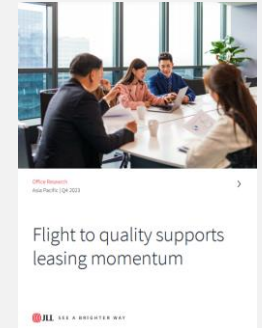 Office Research
Asia Pacific | Q4 2023
Flight to quality supports
leasing momentum
JLL SEE A BRIGHTER WAY